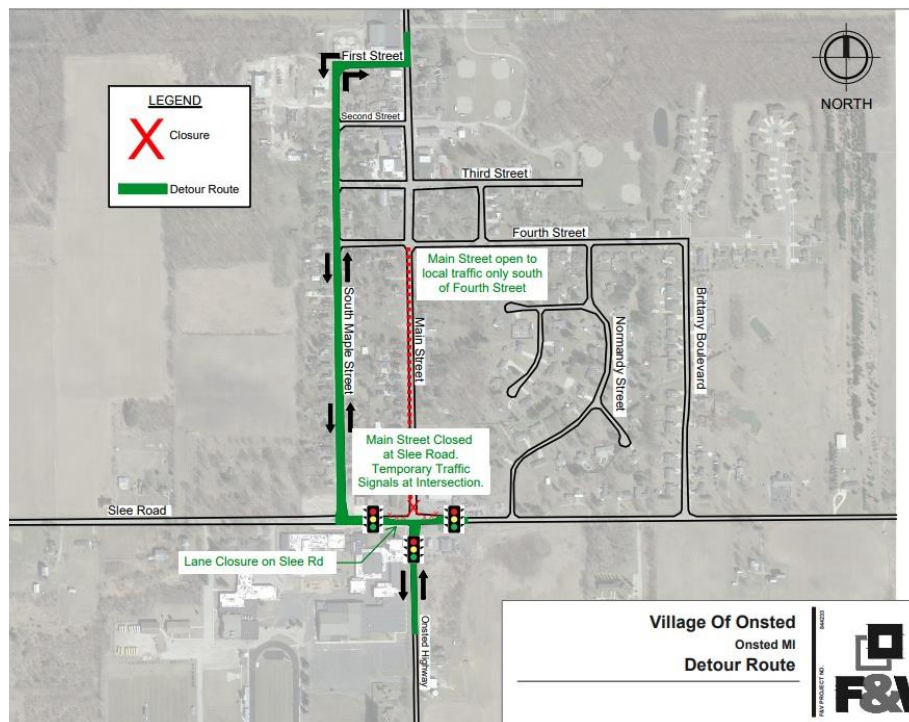 First Street
NORTH
LEGEND
Closure
Detour Route
Second Street
Third Street
Fourth Street
Main Street open to
local traffic only south
of Fourth Street
South Maple Street
Main Street
Normandy Street
Brittany Boulevard
Main Street Closed
at Slee Road.
Temporary Traffic
Signals at Intersection.
Slee Road
Lane Closure on Slee Rd
Onsted Highway
Village Of Onsted
Onsted MI
Detour Route
F&V PROJECT NO.
F&V